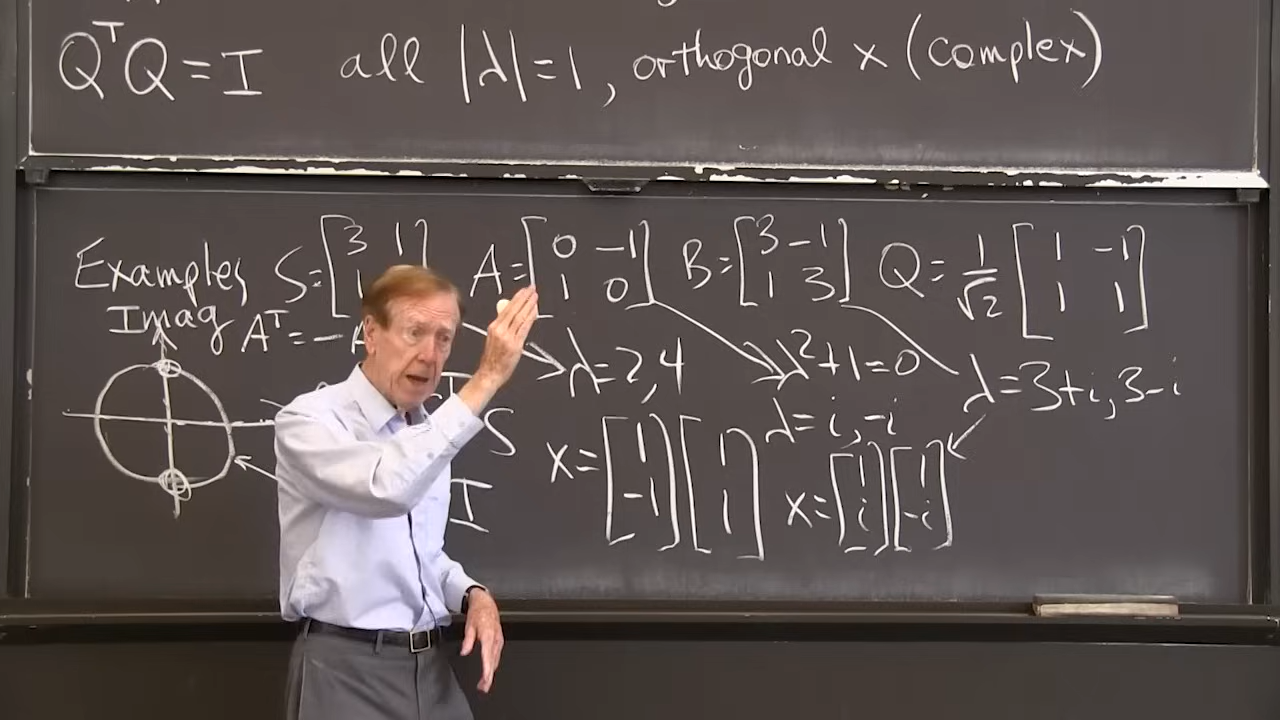 QᵀQ = I all |λ| = 1, orthogonal x (complex)
Examples S = [3 1; 1 A = [0 -1; 1 0] B = [3 -1; 1 3] Q = 1/√2 [1 -1; 1 1]
Imag Aᵀ = -A
λ = 2, 4 λ² + 1 = 0 λ = 3+i, 3-i
λ = i, -i
S x = [1; -1] [1; 1] x = [1; i] [1; -i]
I